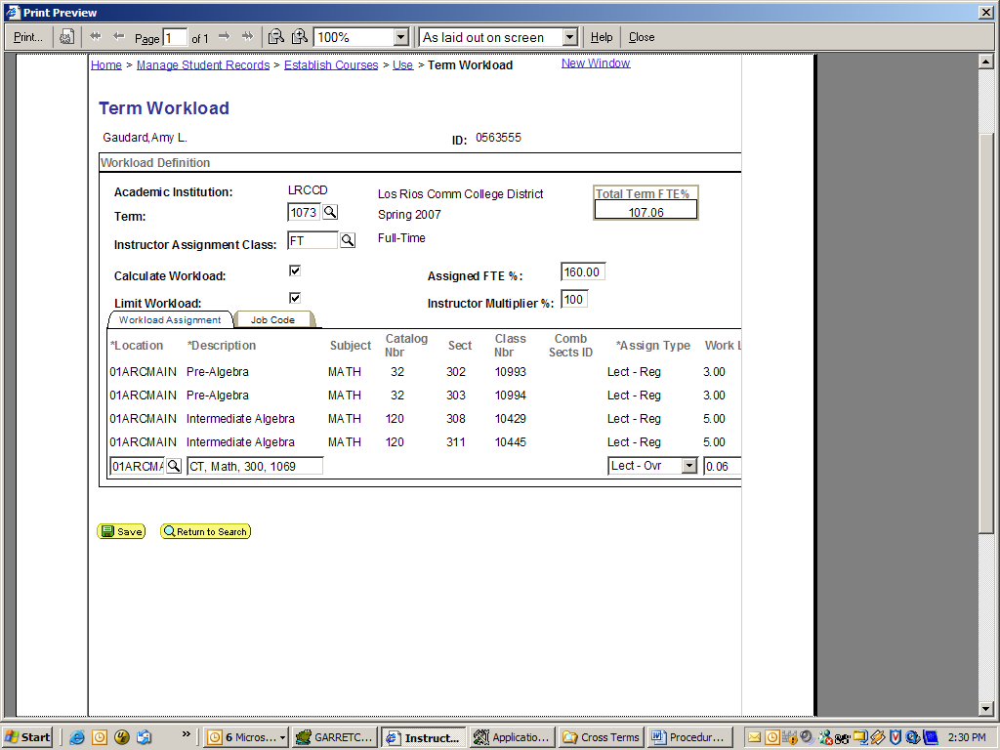 Print Preview
Print... Page 1 of 1 100% As laid out on screen Help Close
Home > Manage Student Records > Establish Courses > Use > Term Workload New Window
Term Workload
Gaudard,Amy L. ID: 0563555
Workload Definition
Academic Institution: LRCCD Los Rios Comm College District Total Term FTE%
107.06
Term: 1073 Spring 2007
Instructor Assignment Class: FT Full-Time
Calculate Workload: Assigned FTE %: 160.00
Limit Workload: Instructor Multiplier %: 100
Workload Assignment Job Code
*Location *Description Subject Catalog Nbr Sect Class Nbr Comb Sects ID *Assign Type Work L
01ARCMAIN Pre-Algebra MATH 32 302 10993 Lect - Reg 3.00
01ARCMAIN Pre-Algebra MATH 32 303 10994 Lect - Reg 3.00
01ARCMAIN Intermediate Algebra MATH 120 308 10429 Lect - Reg 5.00
01ARCMAIN Intermediate Algebra MATH 120 311 10445 Lect - Reg 5.00
01ARCMA CT, Math, 300, 1069 Lect - Ovr 0.06
Save Return to Search
Start » 6 Micros... GARRETC... Instruct... Applicatio... Cross Terms Procedur... 2:30 PM